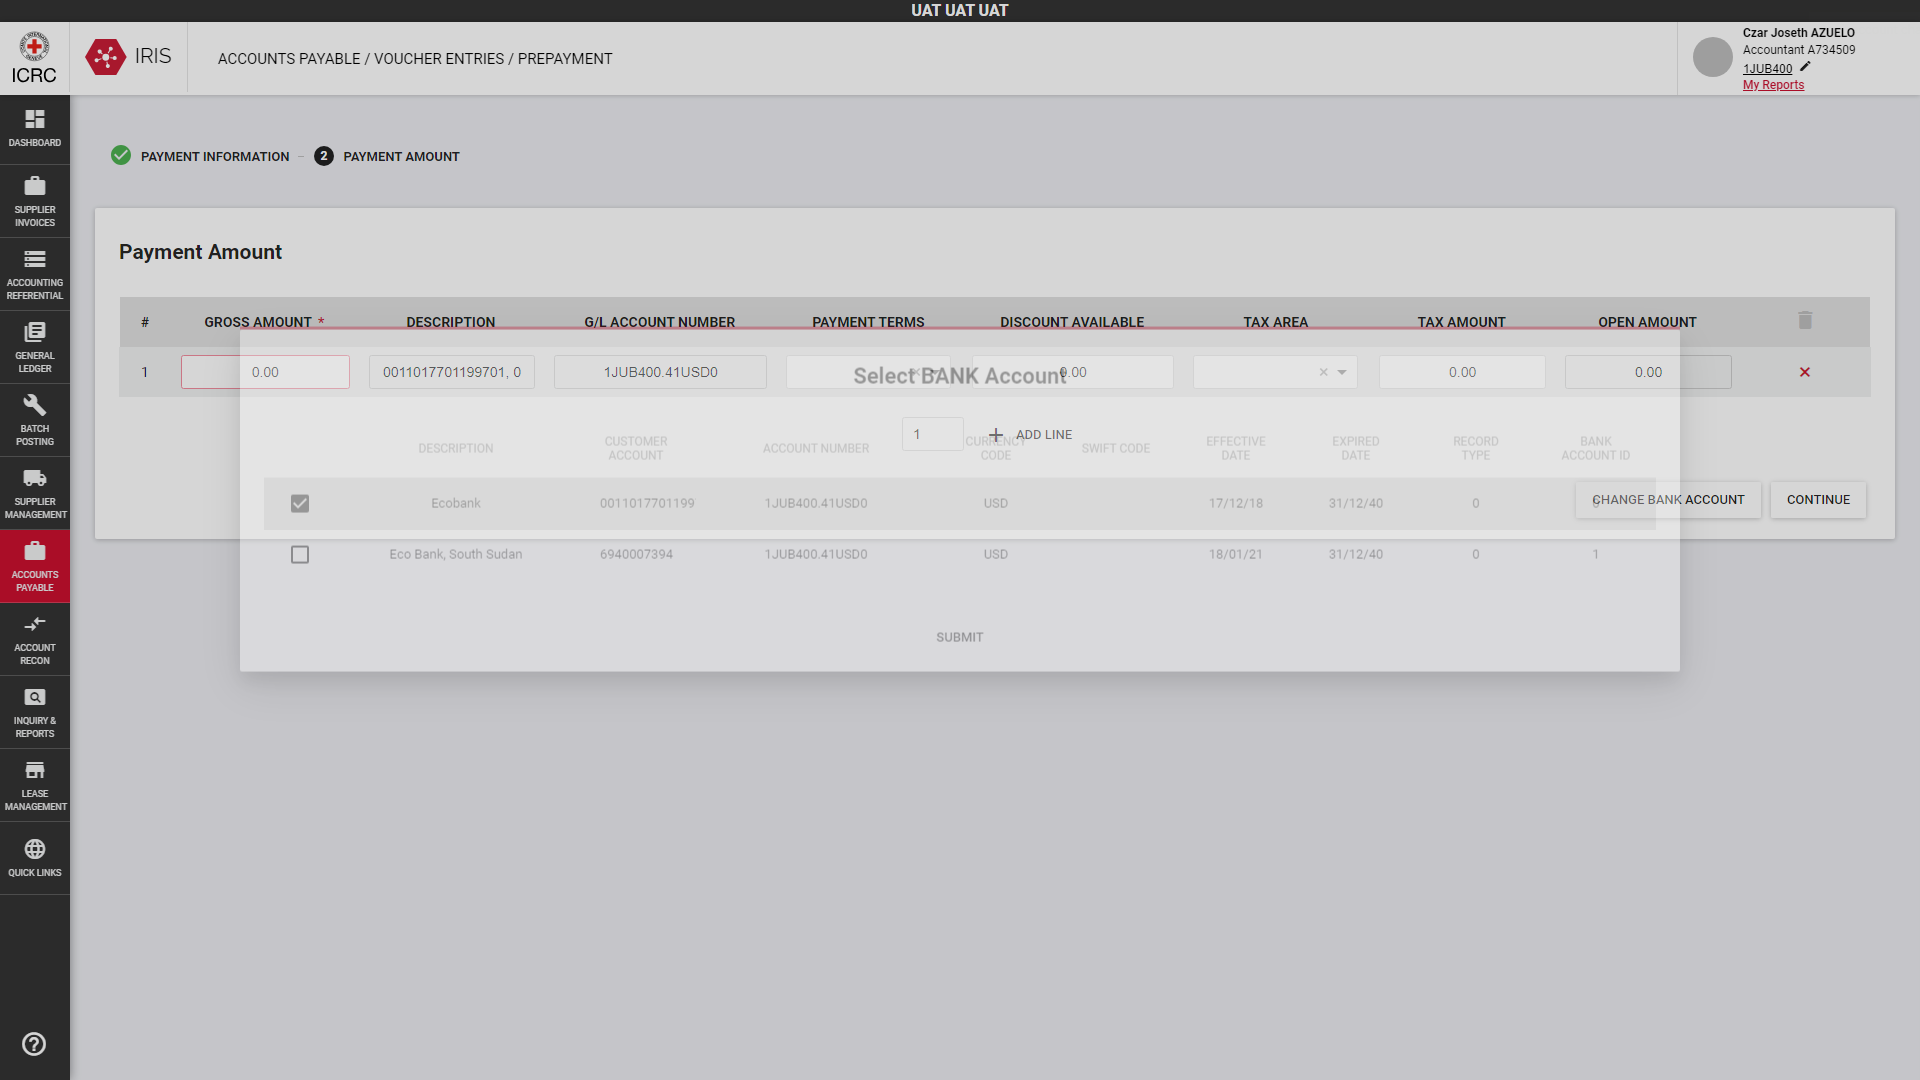 UAT UAT UAT
ICRC
IRIS
ACCOUNTS PAYABLE / VOUCHER ENTRIES / PREPAYMENT
Czar Joseth AZUELO
Accountant A734509
1JUB400
My Reports
DASHBOARD
SUPPLIER
INVOICES
ACCOUNTING
REFERENTIAL
GENERAL
LEDGER
BATCH
POSTING
SUPPLIER
MANAGEMENT
ACCOUNTS
PAYABLE
ACCOUNT
RECON
INQUIRY &
REPORTS
LEASE
MANAGEMENT
QUICK LINKS
PAYMENT INFORMATION
2 PAYMENT AMOUNT
Payment Amount
# GROSS AMOUNT * DESCRIPTION G/L ACCOUNT NUMBER PAYMENT TERMS DISCOUNT AVAILABLE TAX AREA TAX AMOUNT OPEN AMOUNT
1 0.00 0011017701199701, 0 1JUB400.41USD0 0.00 0.00 0.00
1 ADD LINE
CHANGE BANK ACCOUNT CONTINUE
Select BANK Account
DESCRIPTION CUSTOMER ACCOUNT ACCOUNT NUMBER CURRENCY CODE SWIFT CODE EFFECTIVE DATE EXPIRED DATE RECORD TYPE BANK ACCOUNT ID
Ecobank 0011017701199 1JUB400.41USD0 USD 17/12/18 31/12/40 0
Eco Bank, South Sudan 6940007394 1JUB400.41USD0 USD 18/01/21 31/12/40 0 1
SUBMIT